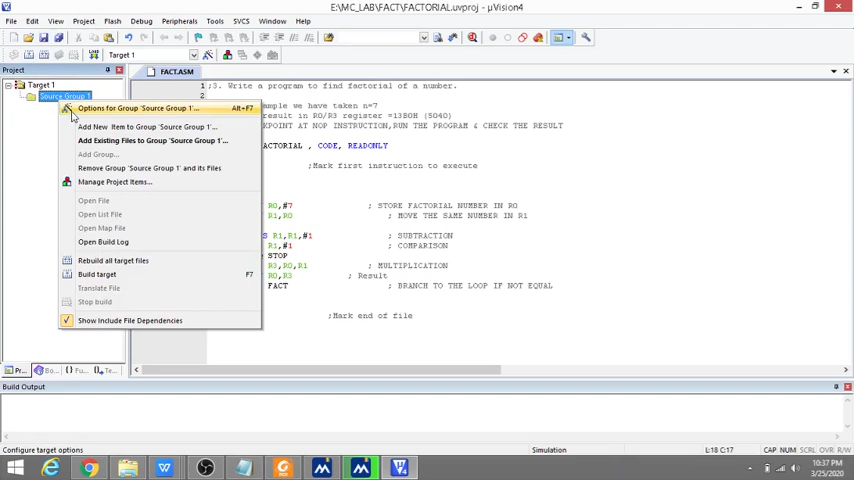 E:\MC_LAB\FACT\FACTORIAL.uvproj - µVision4
File Edit View Project Flash Debug Peripherals Tools SVCS Window Help
Target 1
Project
FACT.ASM
Target 1
Source Group 1
;3. Write a program to find factorial of a number.
2
Options for Group 'Source Group 1'... Alt+F7
Add New Item to Group 'Source Group 1'...
Add Existing Files to Group 'Source Group 1'...
Add Group...
Remove Group 'Source Group 1' and its Files
Manage Project Items...
Open File
Open List File
Open Map File
Open Build Log
Rebuild all target files
Build target F7
Translate File
Stop build
Show Include File Dependencies
ample we have taken n=7
result in R0/R3 register =13B0H (5040)
KPOINT AT NOP INSTRUCTION,RUN THE PROGRAM & CHECK THE RESULT
ACTORIAL , CODE, READONLY
;Mark first instruction to execute
R0,#7 ; STORE FACTORIAL NUMBER IN R0
R1,R0 ; MOVE THE SAME NUMBER IN R1
S R1,R1,#1 ; SUBTRACTION
R1,#1 ; COMPARISON
STOP
R3,R0,R1 ; MULTIPLICATION
R0,R3 ; Result
FACT ; BRANCH TO THE LOOP IF NOT EQUAL
;Mark end of file
Pr... Bo... {} Fu... Te...
Build Output
Configure target options
Simulation
L:18 C:17
CAP NUM SCRL OVR R/W
10:37 PM
3/25/2020